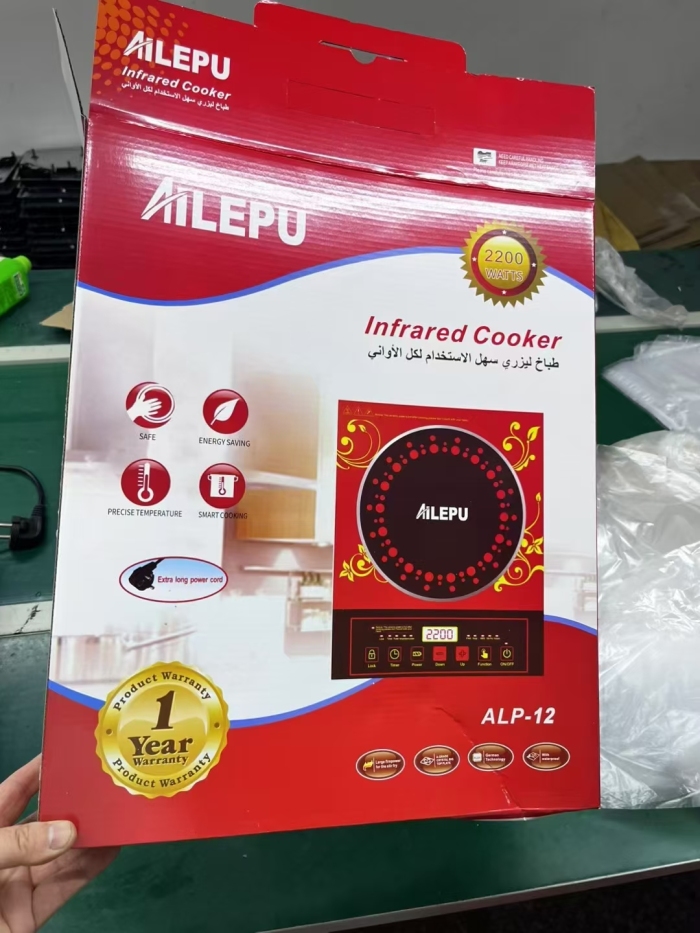 AILEPU
Infrared Cooker
طباخ ليزري سهل الاستخدام لكل الأواني
AILEPU
2200
WATTS
Infrared Cooker
طباخ ليزري سهل الاستخدام لكل الأواني
SAFE
ENERGY SAVING
PRECISE TEMPERATURE
SMART COOKING
Extra long power cord
AILEPU
2200
Lock
Timer
Power
Down
Up
Function
ON/OFF
Product Warranty
1
Year
Warranty
Product Warranty
ALP-12
German
Technology